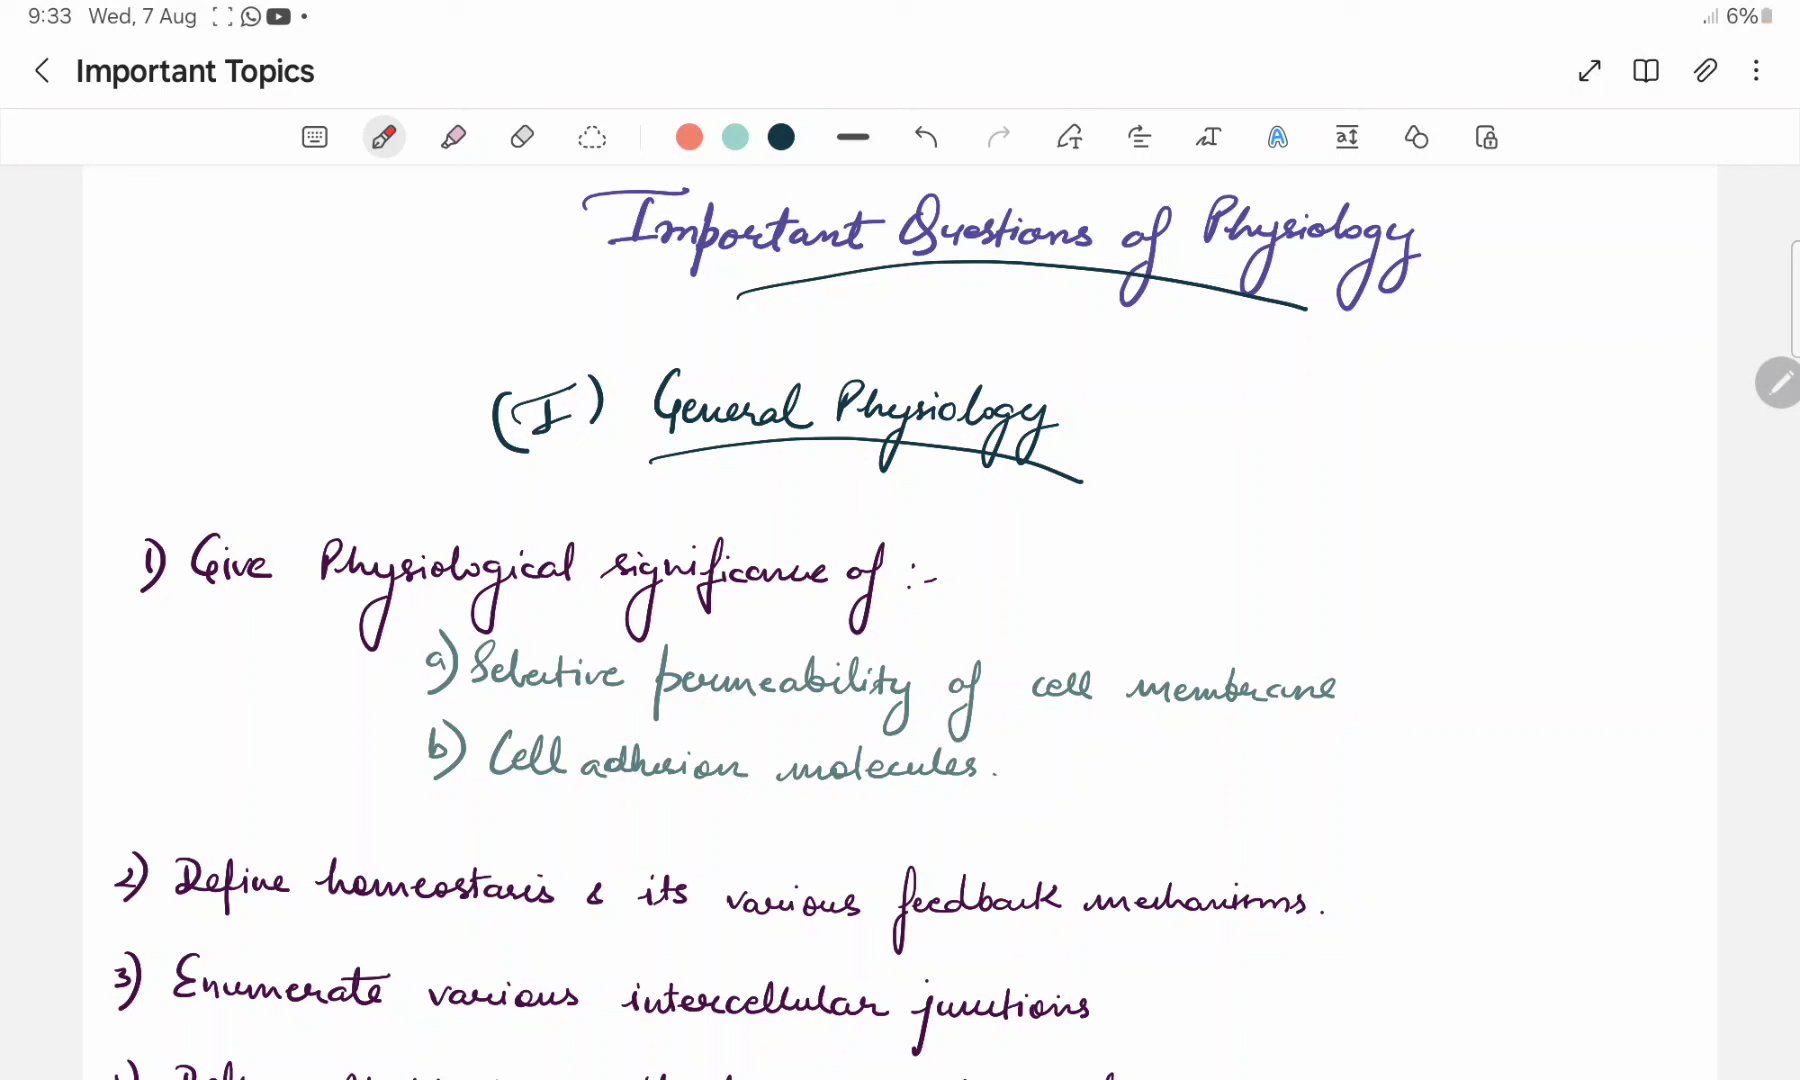 9:33 Wed, 7 Aug
6%
Important Topics
Important Questions of Physiology
(I) General Physiology
1) Give Physiological significance of :-
a) Selective permeability of cell membrane
b) Cell adhesion molecules.
2) Define homeostasis & its various feedback mechanisms.
3) Enumerate various intercellular junctions